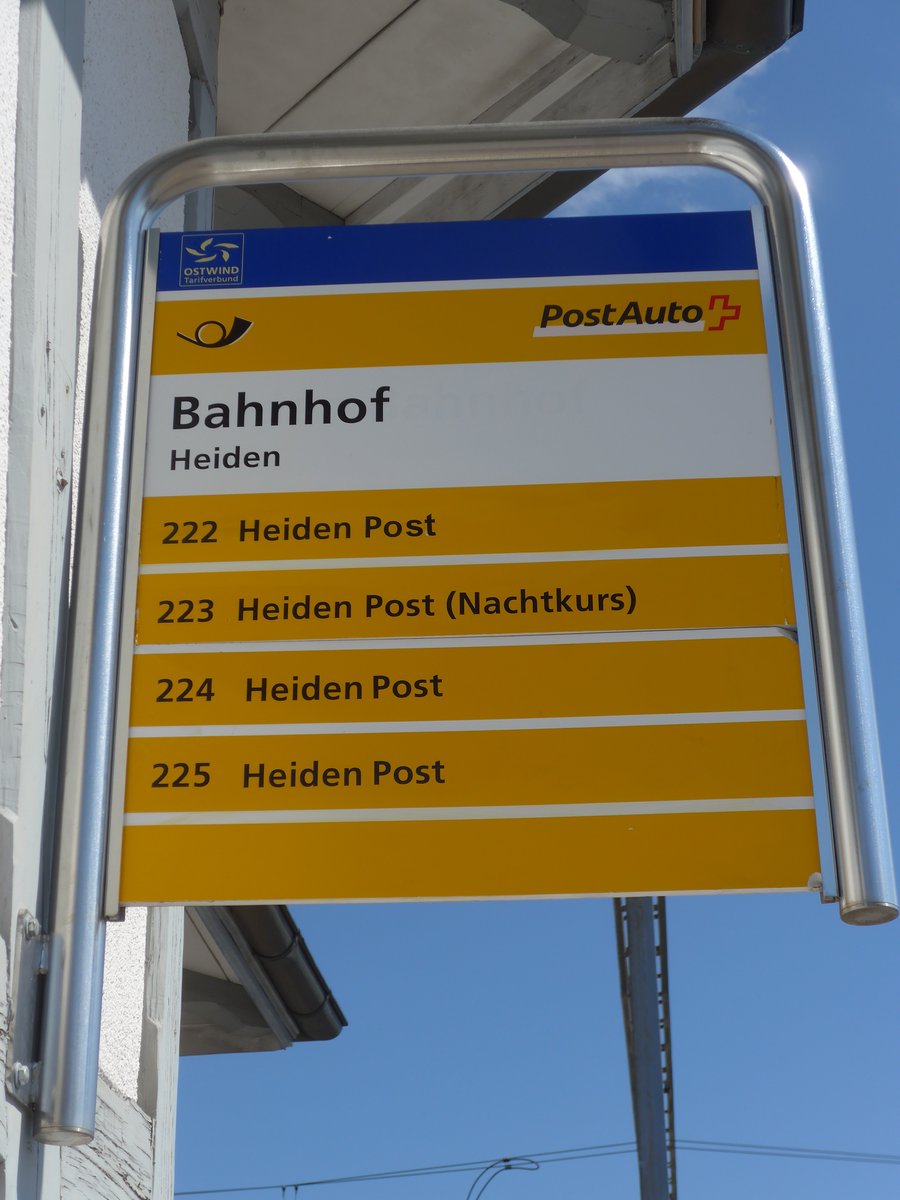 OSTWIND
Tarifverbund
PostAuto
Bahnhof
Heiden
222 Heiden Post
223 Heiden Post (Nachtkurs)
224 Heiden Post
225 Heiden Post